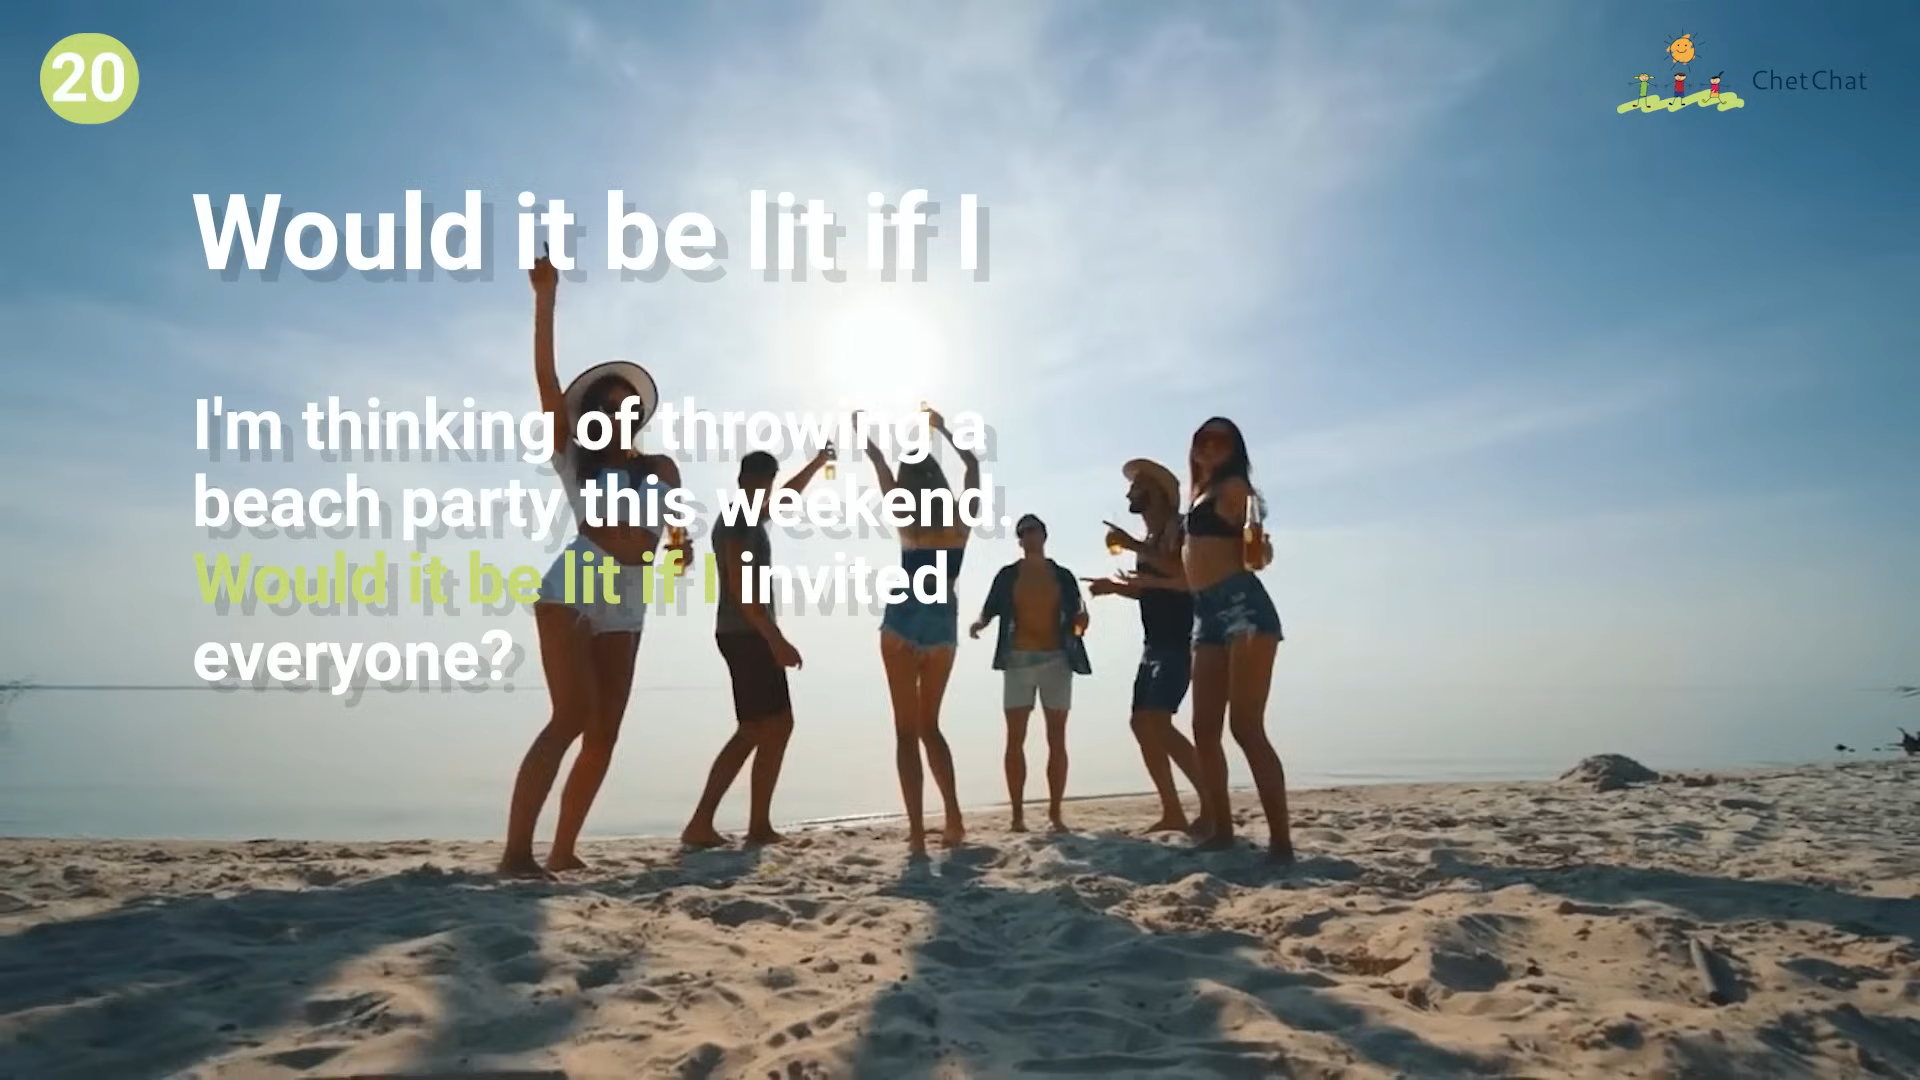 20
ChetChat
Would it be lit if I
I'm thinking of throwing a
beach party this weekend.
Would it be lit if I invited
everyone?